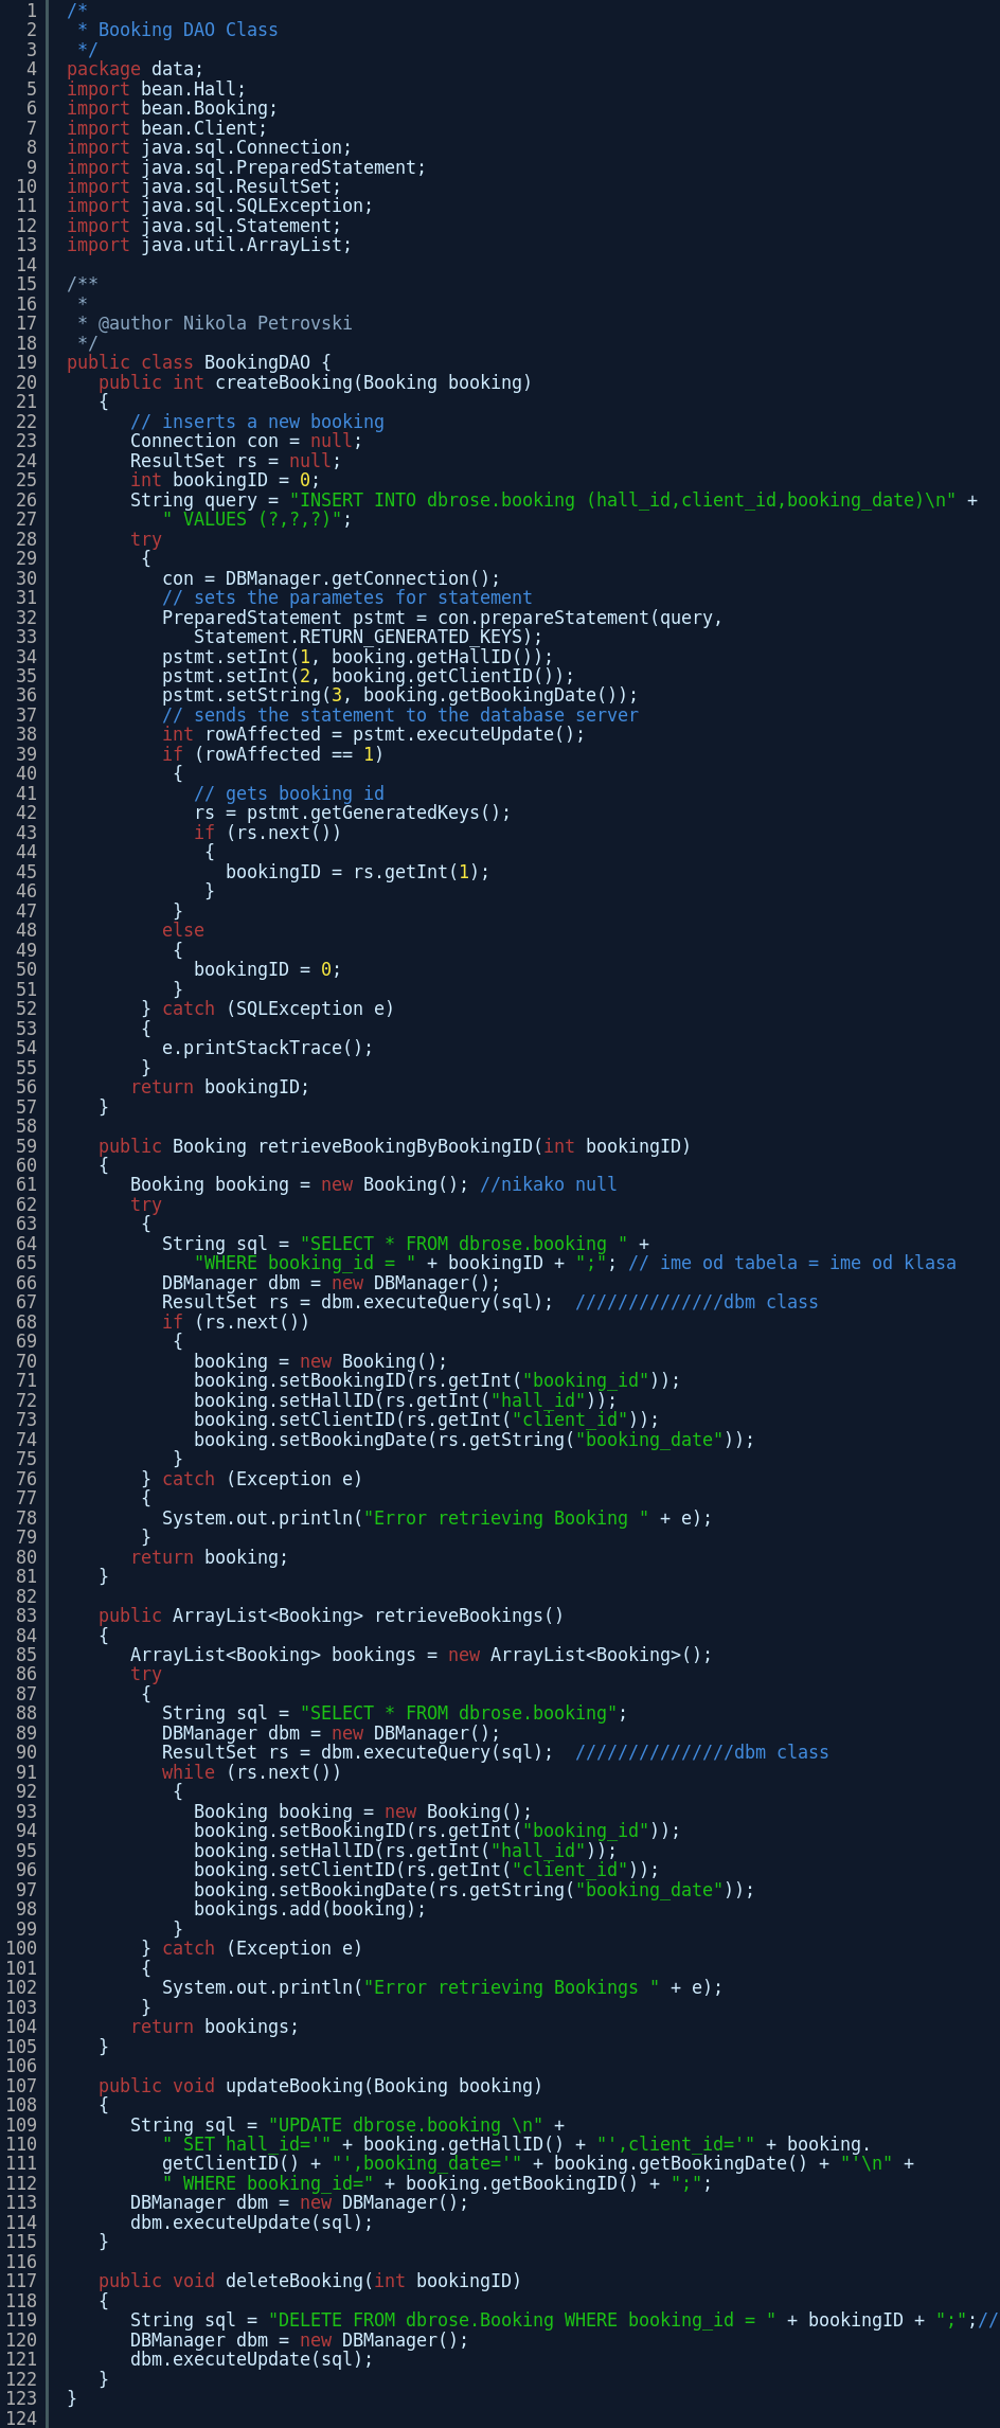 1 /*
2  * Booking DAO Class
3  */
4 package data;
5 import bean.Hall;
6 import bean.Booking;
7 import bean.Client;
8 import java.sql.Connection;
9 import java.sql.PreparedStatement;
10 import java.sql.ResultSet;
11 import java.sql.SQLException;
12 import java.sql.Statement;
13 import java.util.ArrayList;
14
15 /**
16  *
17  * @author Nikola Petrovski
18  */
19 public class BookingDAO {
20    public int createBooking(Booking booking)
21    {
22       // inserts a new booking
23       Connection con = null;
24       ResultSet rs = null;
25       int bookingID = 0;
26       String query = "INSERT INTO dbrose.booking (hall_id,client_id,booking_date)\n" +
27          " VALUES (?,?,?)";
28       try
29        {
30          con = DBManager.getConnection();
31          // sets the parametes for statement
32          PreparedStatement pstmt = con.prepareStatement(query,
33             Statement.RETURN_GENERATED_KEYS);
34          pstmt.setInt(1, booking.getHallID());
35          pstmt.setInt(2, booking.getClientID());
36          pstmt.setString(3, booking.getBookingDate());
37          // sends the statement to the database server
38          int rowAffected = pstmt.executeUpdate();
39          if (rowAffected == 1)
40           {
41             // gets booking id
42             rs = pstmt.getGeneratedKeys();
43             if (rs.next())
44              {
45                bookingID = rs.getInt(1);
46              }
47           }
48          else
49           {
50             bookingID = 0;
51           }
52        } catch (SQLException e)
53        {
54          e.printStackTrace();
55        }
56       return bookingID;
57    }
58
59    public Booking retrieveBookingByBookingID(int bookingID)
60    {
61       Booking booking = new Booking(); //nikako null
62       try
63        {
64          String sql = "SELECT * FROM dbrose.booking " +
65             "WHERE booking_id = " + bookingID + ";"; // ime od tabela = ime od klasa
66          DBManager dbm = new DBManager();
67          ResultSet rs = dbm.executeQuery(sql);  //////////////dbm class
68          if (rs.next())
69           {
70             booking = new Booking();
71             booking.setBookingID(rs.getInt("booking_id"));
72             booking.setHallID(rs.getInt("hall_id"));
73             booking.setClientID(rs.getInt("client_id"));
74             booking.setBookingDate(rs.getString("booking_date"));
75           }
76        } catch (Exception e)
77        {
78          System.out.println("Error retrieving Booking " + e);
79        }
80       return booking;
81    }
82
83    public ArrayList<Booking> retrieveBookings()
84    {
85       ArrayList<Booking> bookings = new ArrayList<Booking>();
86       try
87        {
88          String sql = "SELECT * FROM dbrose.booking";
89          DBManager dbm = new DBManager();
90          ResultSet rs = dbm.executeQuery(sql);  ///////////////dbm class
91          while (rs.next())
92           {
93             Booking booking = new Booking();
94             booking.setBookingID(rs.getInt("booking_id"));
95             booking.setHallID(rs.getInt("hall_id"));
96             booking.setClientID(rs.getInt("client_id"));
97             booking.setBookingDate(rs.getString("booking_date"));
98             bookings.add(booking);
99           }
100        } catch (Exception e)
101        {
102          System.out.println("Error retrieving Bookings " + e);
103        }
104       return bookings;
105    }
106
107    public void updateBooking(Booking booking)
108    {
109       String sql = "UPDATE dbrose.booking \n" +
110          " SET hall_id='" + booking.getHallID() + "',client_id='" + booking.
111          getClientID() + "',booking_date='" + booking.getBookingDate() + "'\n" +
112          " WHERE booking_id=" + booking.getBookingID() + ";";
113       DBManager dbm = new DBManager();
114       dbm.executeUpdate(sql);
115    }
116
117    public void deleteBooking(int bookingID)
118    {
119       String sql = "DELETE FROM dbrose.Booking WHERE booking_id = " + bookingID + ";";//
120       DBManager dbm = new DBManager();
121       dbm.executeUpdate(sql);
122    }
123 }
124